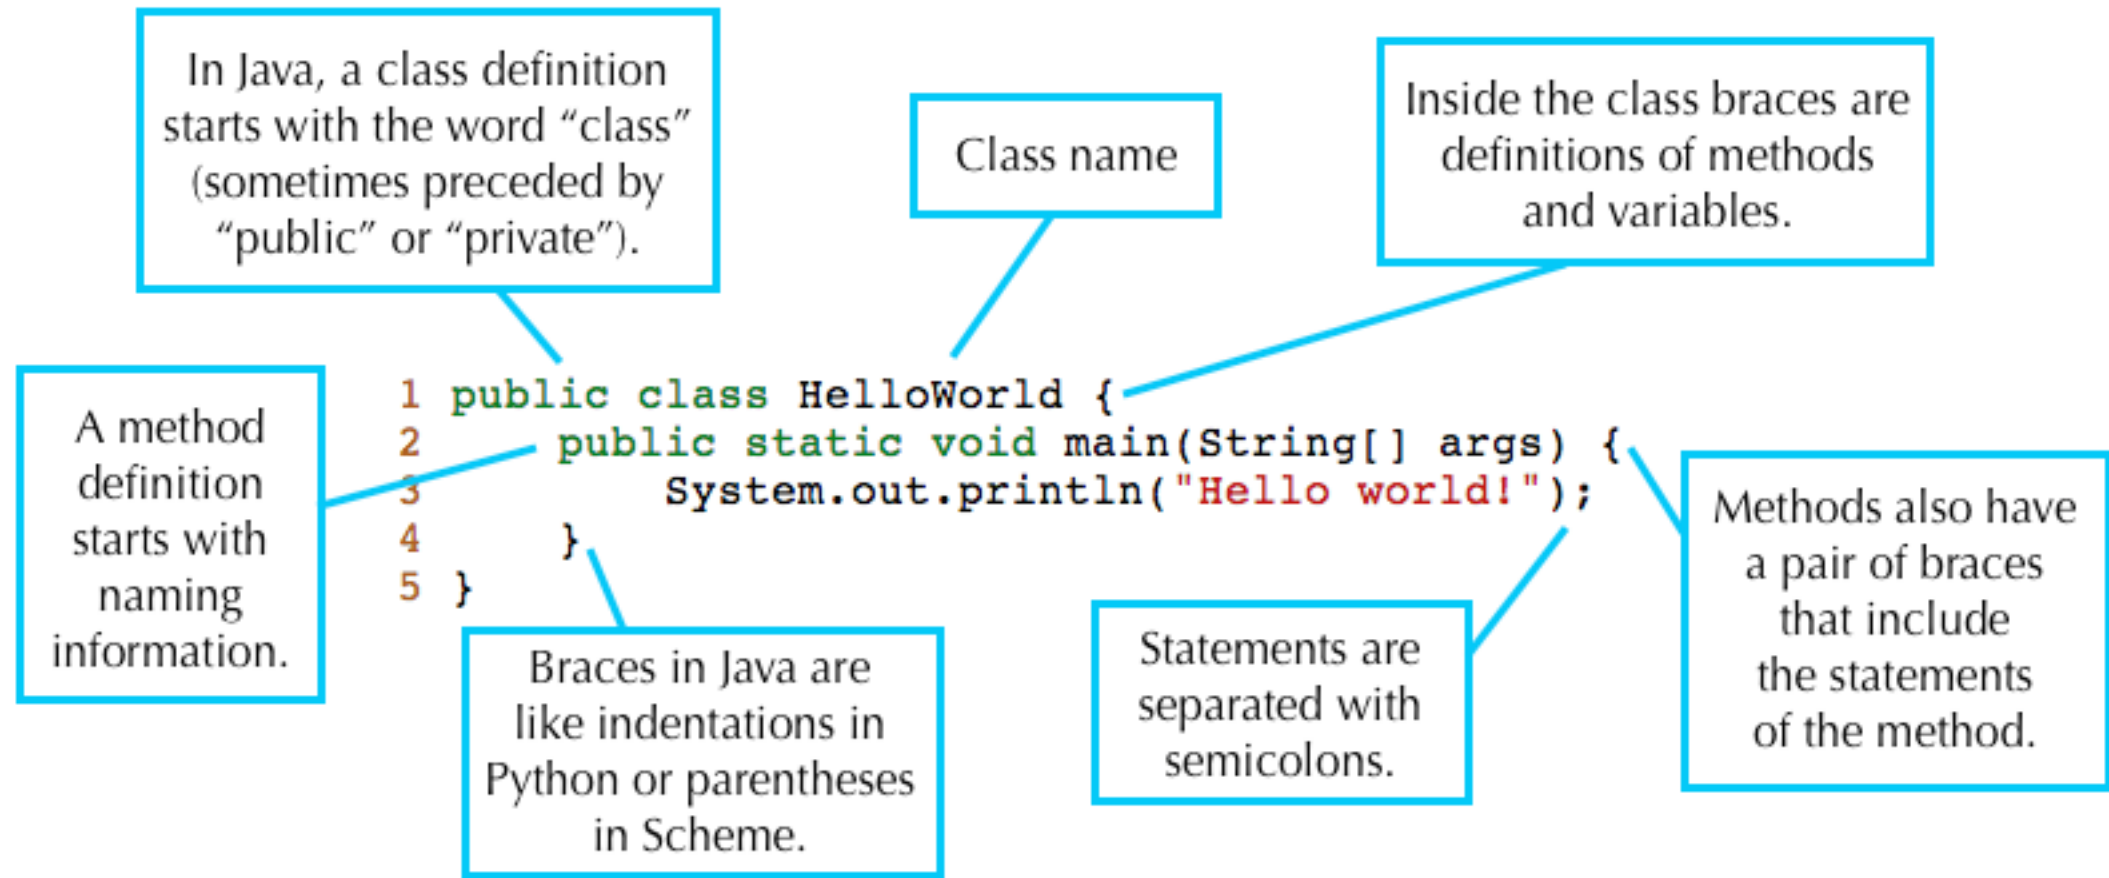 In Java, a class definition
starts with the word “class”
(sometimes preceded by
“public” or “private”).
Class name
Inside the class braces are
definitions of methods
and variables.
A method
definition
starts with
naming
information.
1 public class HelloWorld {
2     public static void main(String[] args) {
3         System.out.println("Hello world!");
4     }
5 }
Methods also have
a pair of braces
that include
the statements
of the method.
Braces in Java are
like indentations in
Python or parentheses
in Scheme.
Statements are
separated with
semicolons.